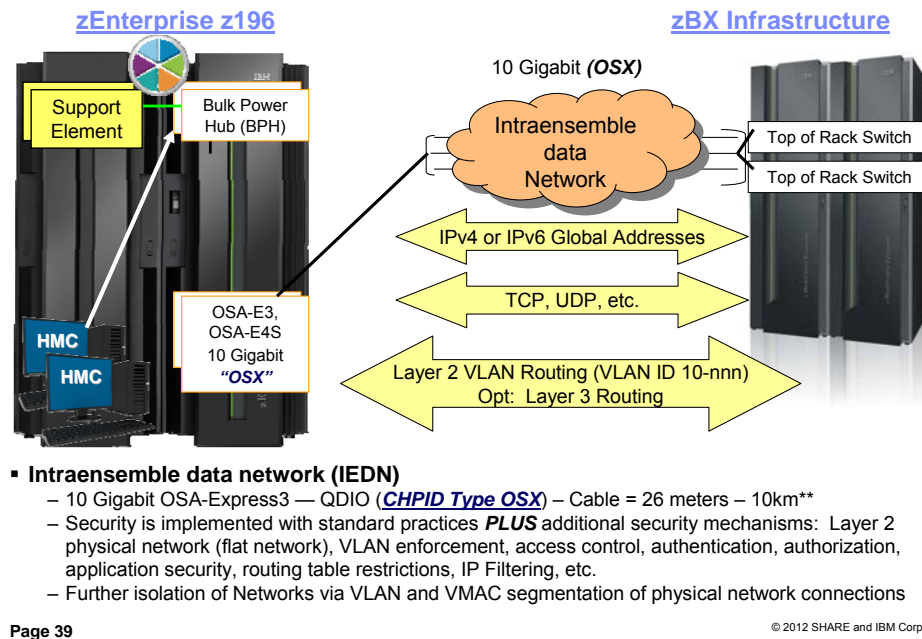 zEnterprise z196
zBX Infrastructure
10 Gigabit (OSX)
IBM
Support
Element
Bulk Power
Hub (BPH)
Intraensemble
data
Network
Top of Rack Switch
Top of Rack Switch
IPv4 or IPv6 Global Addresses
TCP, UDP, etc.
OSA-E3,
OSA-E4S
10 Gigabit
"OSX"
HMC
HMC
Layer 2 VLAN Routing (VLAN ID 10-nnn)
Opt: Layer 3 Routing
▪ Intraensemble data network (IEDN)
– 10 Gigabit OSA-Express3 — QDIO (CHPID Type OSX) – Cable = 26 meters – 10km**
– Security is implemented with standard practices PLUS additional security mechanisms: Layer 2
physical network (flat network), VLAN enforcement, access control, authentication, authorization,
application security, routing table restrictions, IP Filtering, etc.
– Further isolation of Networks via VLAN and VMAC segmentation of physical network connections
Page 39
© 2012 SHARE and IBM Corp